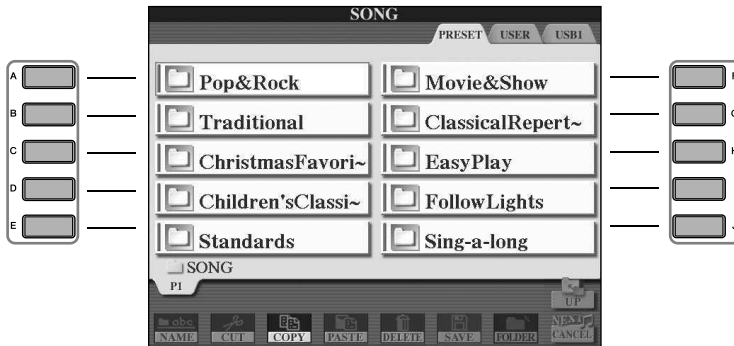 SONG
PRESET USER USB1
A Pop&Rock Movie&Show
B Traditional ClassicalRepert~
C ChristmasFavori~ EasyPlay
D Children'sClassi~ FollowLights
E Standards Sing-a-long
SONG
P1
UP
abc NEXT
NAME CUT COPY PASTE DELETE SAVE FOLDER CANCEL